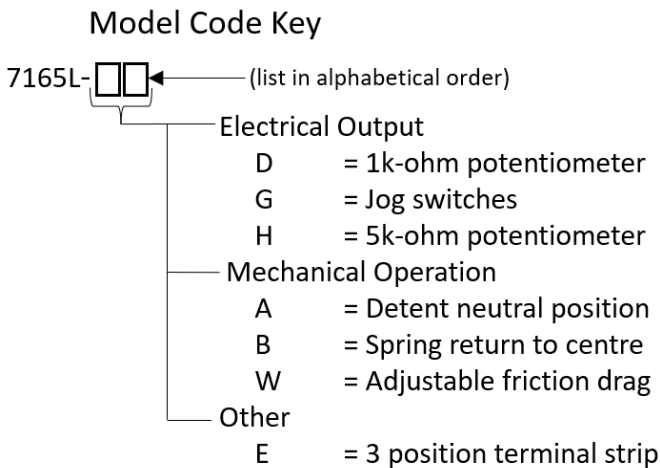 Model Code Key
7165L- (list in alphabetical order)
Electrical Output
D = 1k-ohm potentiometer
G = Jog switches
H = 5k-ohm potentiometer
Mechanical Operation
A = Detent neutral position
B = Spring return to centre
W = Adjustable friction drag
Other
E = 3 position terminal strip